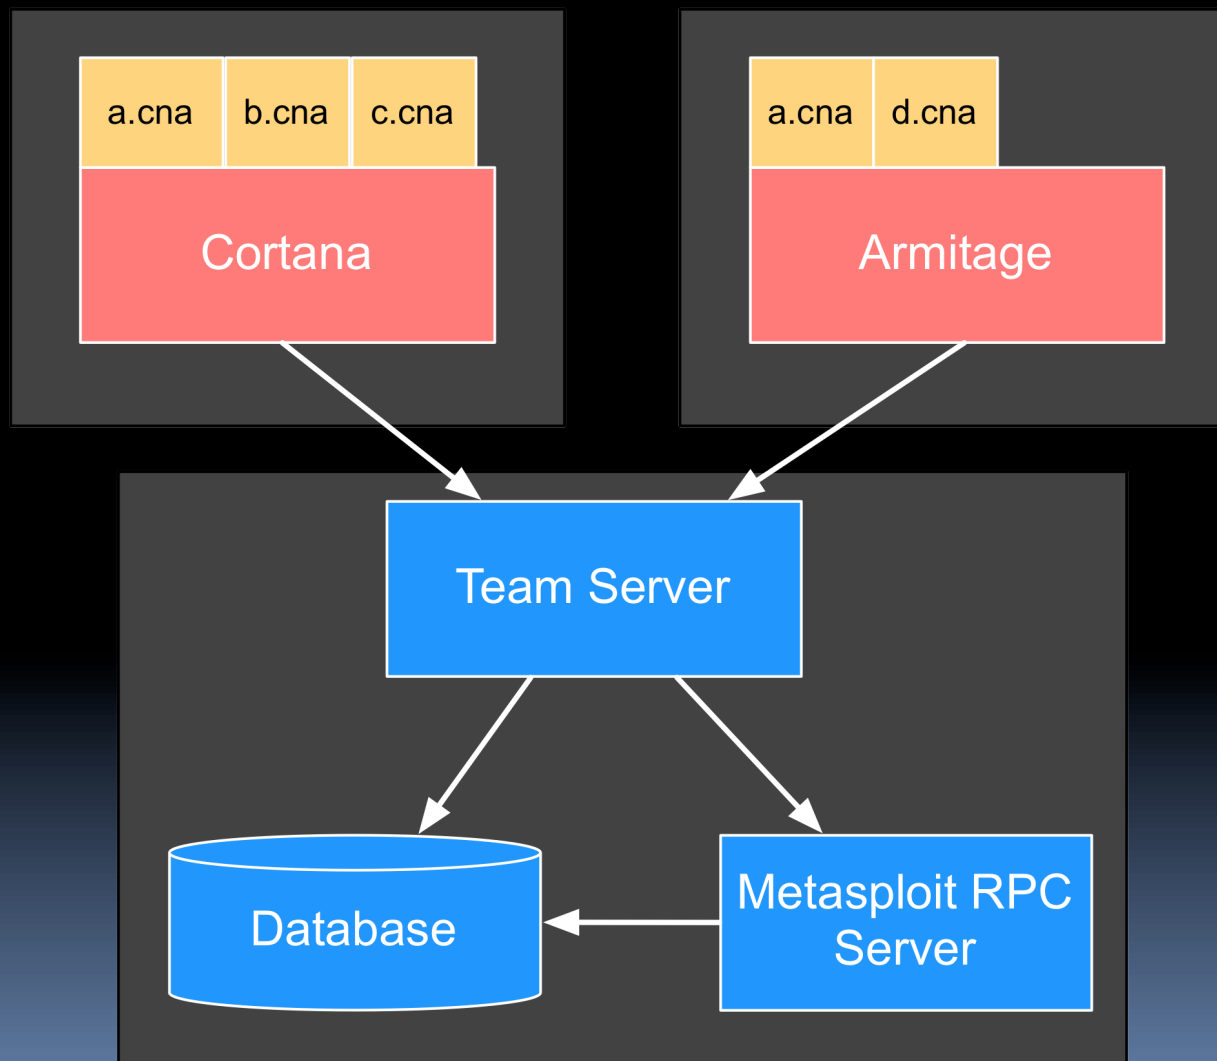 a.cna
b.cna
c.cna
Cortana
a.cna
d.cna
Armitage
Team Server
Database
Metasploit RPC
Server